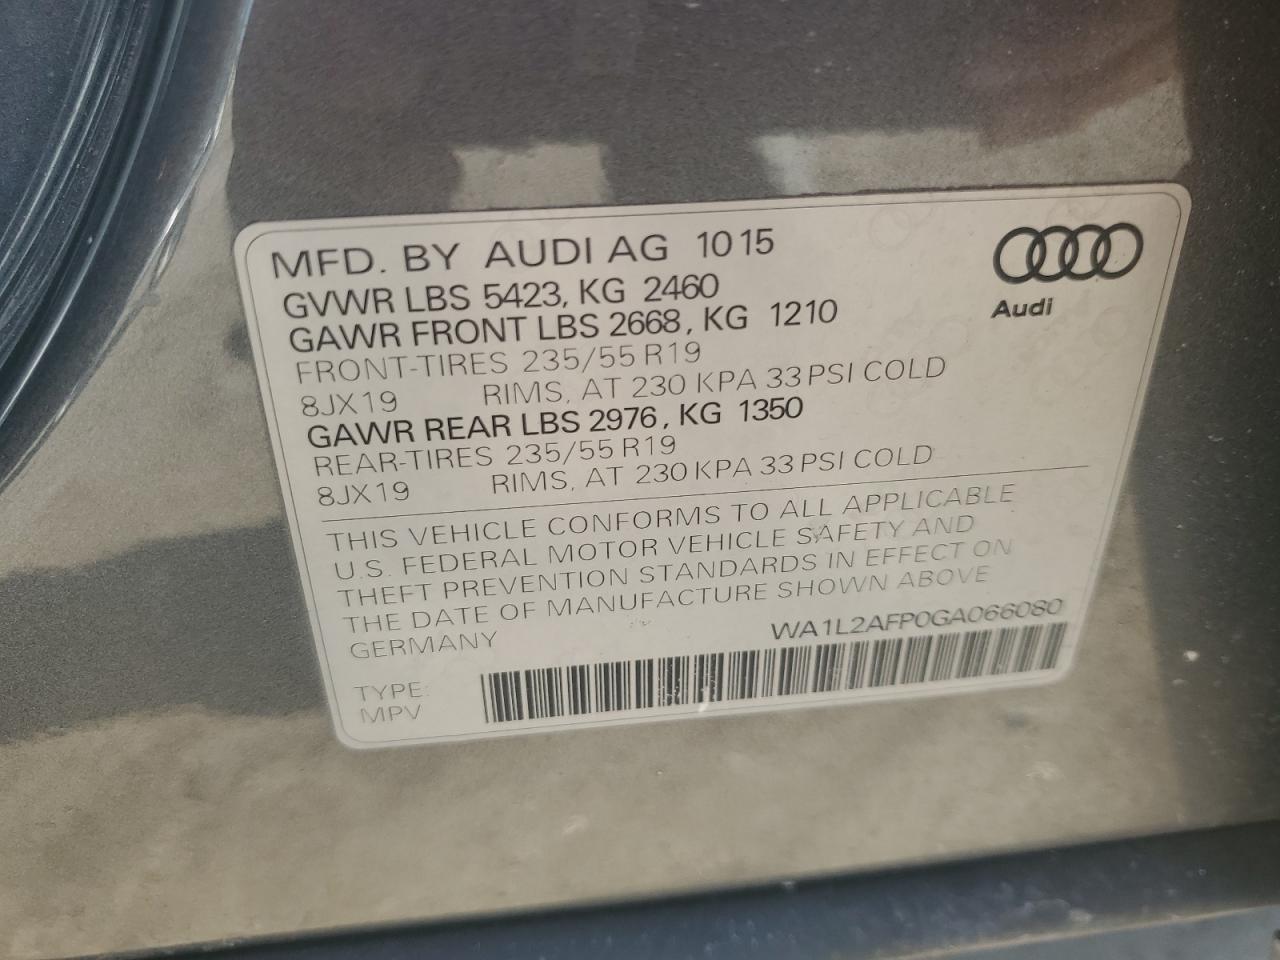 MFD. BY AUDI AG 10 15
GVWR LBS 5423, KG 2460
GAWR FRONT LBS 2668, KG 1210
FRONT-TIRES 235/55 R19
8JX19 RIMS, AT 230 KPA 33 PSI COLD
GAWR REAR LBS 2976, KG 1350
REAR-TIRES 235/55 R19
8JX19 RIMS, AT 230 KPA 33 PSI COLD
Audi
THIS VEHICLE CONFORMS TO ALL APPLICABLE
U.S. FEDERAL MOTOR VEHICLE SAFETY AND
THEFT PREVENTION STANDARDS IN EFFECT ON
THE DATE OF MANUFACTURE SHOWN ABOVE
GERMANY
WA1L2AFP0GA066080
TYPE:
MPV